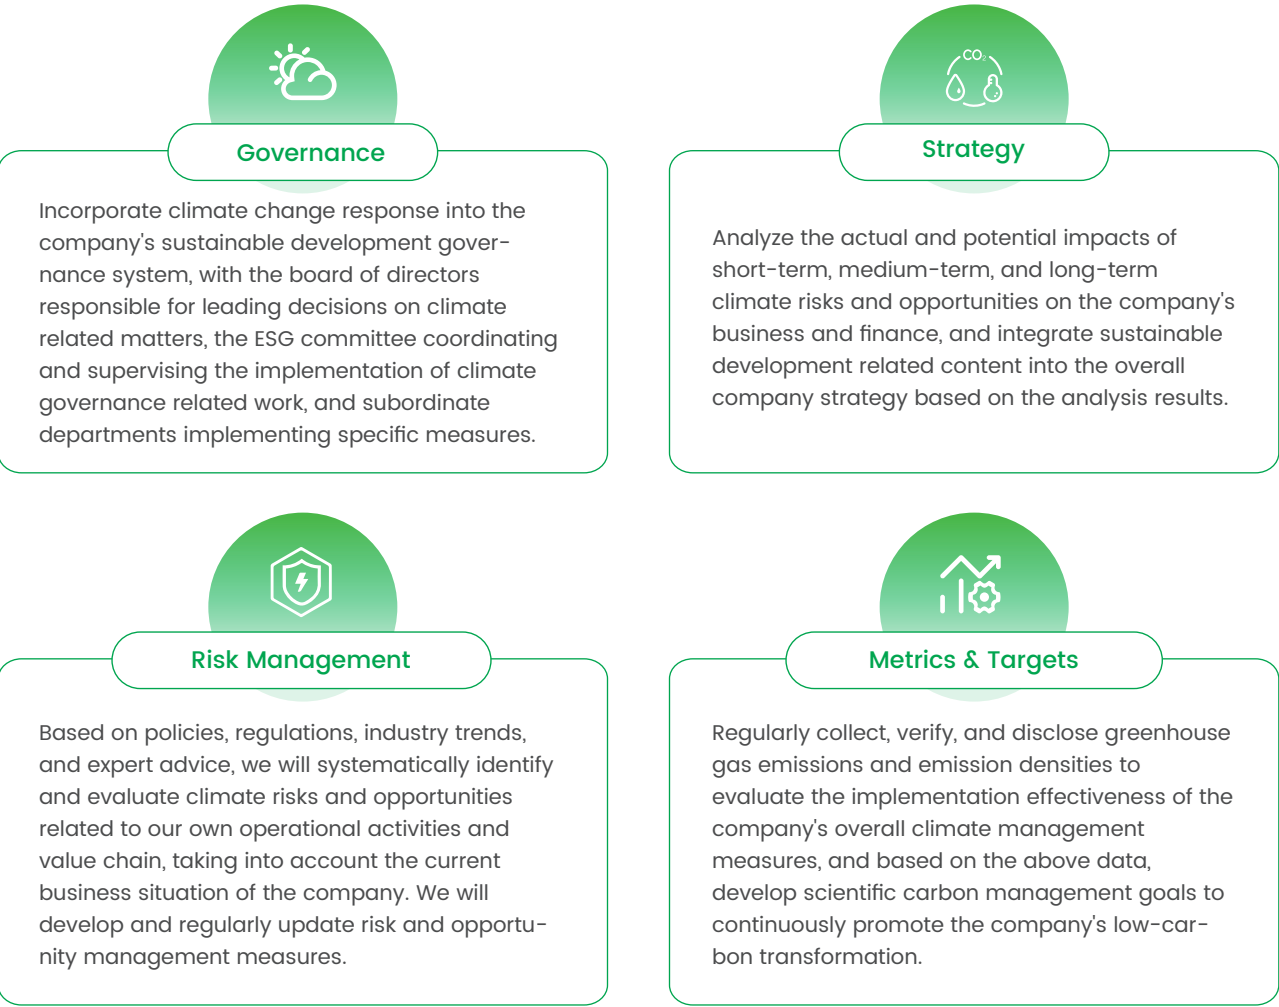 Governance
Incorporate climate change response into the
company's sustainable development gover-
nance system, with the board of directors
responsible for leading decisions on climate
related matters, the ESG committee coordinating
and supervising the implementation of climate
governance related work, and subordinate
departments implementing specific measures.
CO₂
Strategy
Analyze the actual and potential impacts of
short-term, medium-term, and long-term
climate risks and opportunities on the company's
business and finance, and integrate sustainable
development related content into the overall
company strategy based on the analysis results.
Risk Management
Based on policies, regulations, industry trends,
and expert advice, we will systematically identify
and evaluate climate risks and opportunities
related to our own operational activities and
value chain, taking into account the current
business situation of the company. We will
develop and regularly update risk and opportu-
nity management measures.
Metrics & Targets
Regularly collect, verify, and disclose greenhouse
gas emissions and emission densities to
evaluate the implementation effectiveness of the
company's overall climate management
measures, and based on the above data,
develop scientific carbon management goals to
continuously promote the company's low-car-
bon transformation.